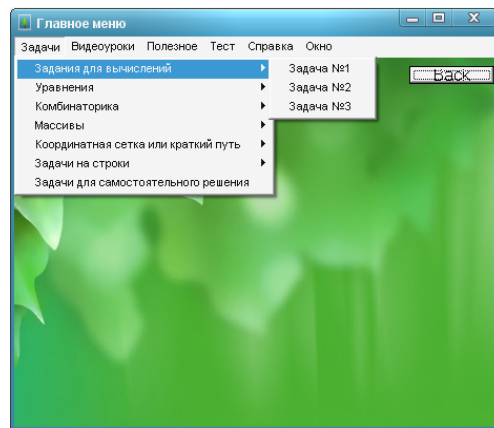 Главное меню
Задачи Видеоуроки Полезное Тест Справка Окно
Задания для вычислений
Уравнения
Комбинаторика
Массивы
Координатная сетка или краткий путь
Задачи на строки
Задачи для самостоятельного решения
Задача №1
Задача №2
Задача №3
Back